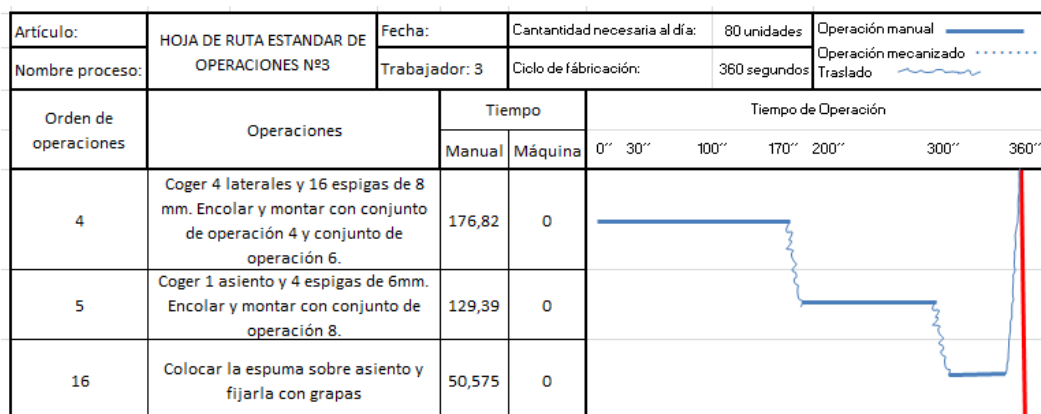 Artículo:
HOJA DE RUTA ESTANDAR DE
OPERACIONES Nº3
Fecha:
Cantantidad necesaria al día:
80 unidades
Operación manual
Operación mecanizado
Traslado
Nombre proceso:
Trabajador: 3
Ciclo de fábricación:
360 segundos
Orden de
operaciones
Operaciones
Tiempo
Manual
Máquina
Tiempo de Operación
0´´ 30´´ 100´´ 170´´ 200´´ 300´´ 360´´
4
Coger 4 laterales y 16 espigas de 8
mm. Encolar y montar con conjunto
de operación 4 y conjunto de
operación 6.
176,82
0
5
Coger 1 asiento y 4 espigas de 6mm.
Encolar y montar con conjunto de
operación 8.
129,39
0
16
Colocar la espuma sobre asiento y
fijarla con grapas
50,575
0